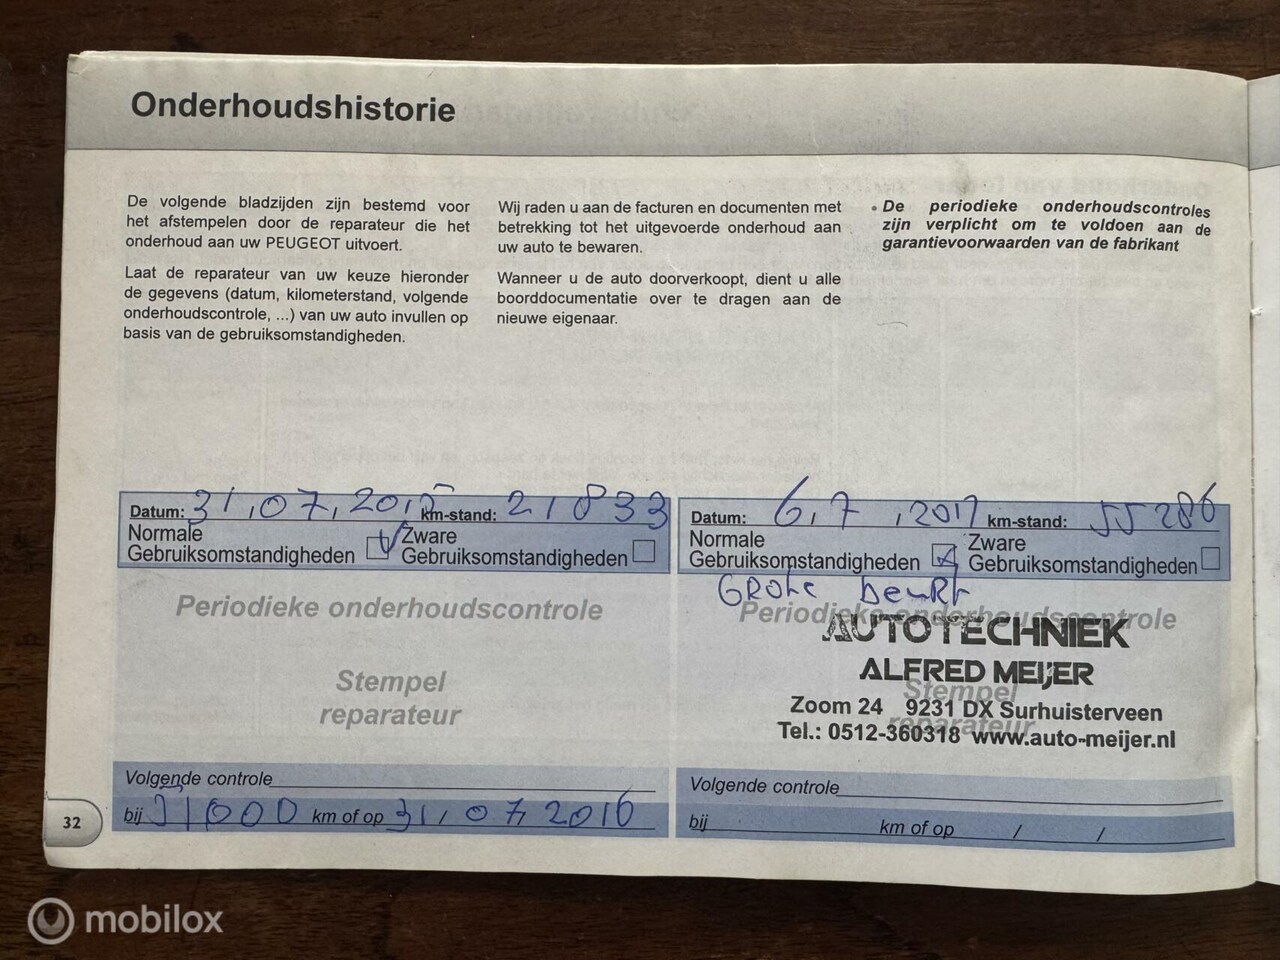 Onderhoudshistorie
De volgende bladzijden zijn bestemd voor
het afstempelen door de reparateur die het
onderhoud aan uw PEUGEOT uitvoert.
Laat de reparateur van uw keuze hieronder
de gegevens (datum, kilometerstand, volgende
onderhoudscontrole, ...) van uw auto invullen op
basis van de gebruiksomstandigheden.
Wij raden u aan de facturen en documenten met
betrekking tot het uitgevoerde onderhoud aan
uw auto te bewaren.
Wanneer u de auto doorverkoopt, dient u alle
boorddocumentatie over te dragen aan de
nieuwe eigenaar.
• De periodieke onderhoudscontroles
zijn verplicht om te voldoen aan de
garantievoorwaarden van de fabrikant
Datum: 31,07,2015 km-stand: 21833
Normale
Gebruiksomstandigheden
Zware
Gebruiksomstandigheden
Periodieke onderhoudscontrole
Stempel
reparateur
Volgende controle
bij 31000 km of op 31/07/2016
Datum: 6,7,2017 km-stand: 55286
Normale
Gebruiksomstandigheden
Zware
Gebruiksomstandigheden
GROte beuRt
Periodieke onderhoudscontrole
AUTOTECHNIEK
ALFRED MEIJER
Stempel
Zoom 24 9231 DX Surhuisterveen
reparateur
Tel.: 0512-360318 www.auto-meijer.nl
Volgende controle
bij km of op / /
32
mobilox